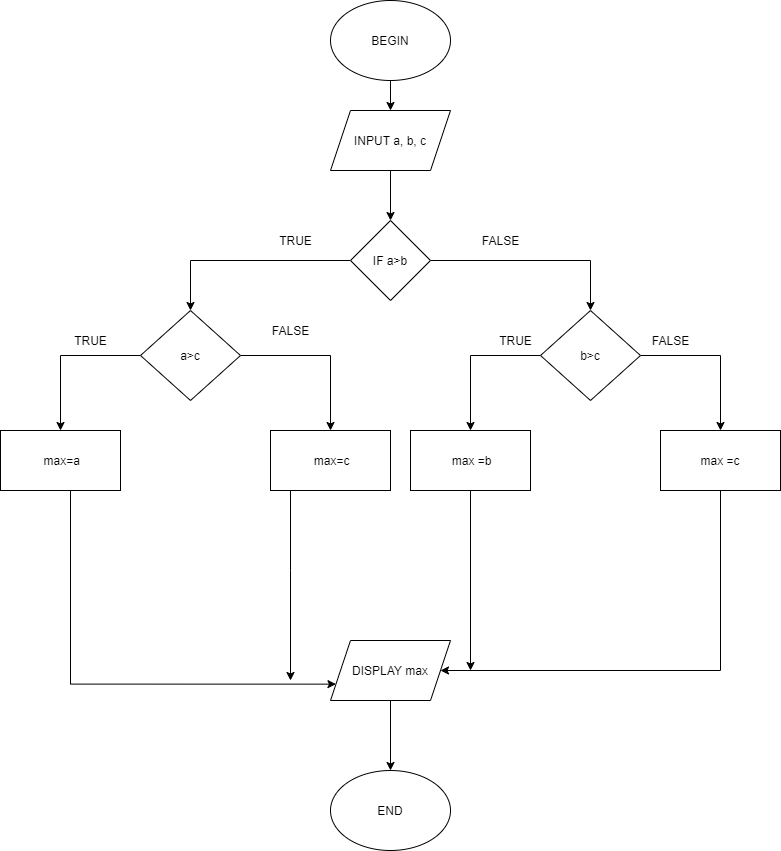 BEGIN
INPUT a, b, c
TRUE
FALSE
IF a>b
TRUE
a>c
FALSE
TRUE
b>c
FALSE
max=a
max=c
max =b
max =c
DISPLAY max
END